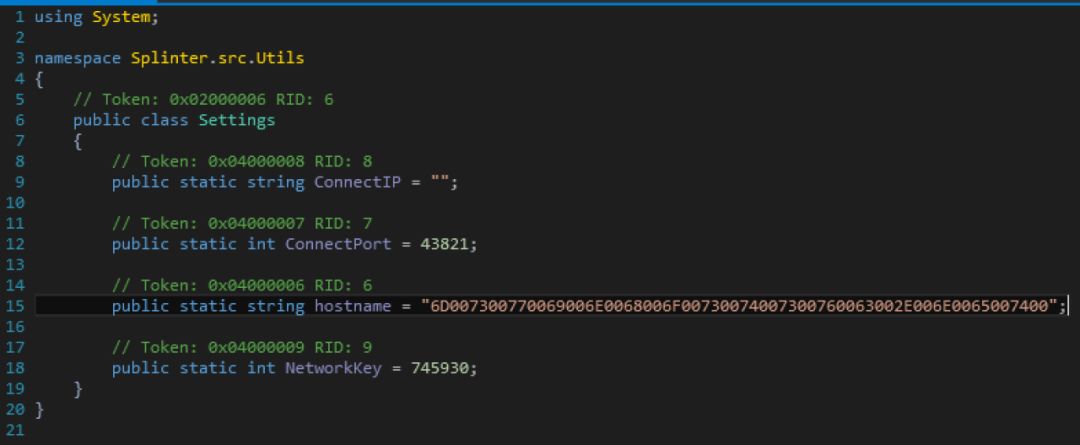 1 using System;
2
3 namespace Splinter.src.Utils
4 {
5 // Token: 0x02000006 RID: 6
6 public class Settings
7 {
8 // Token: 0x04000008 RID: 8
9 public static string ConnectIP = "";
10
11 // Token: 0x04000007 RID: 7
12 public static int ConnectPort = 43821;
13
14 // Token: 0x04000006 RID: 6
15 public static string hostname = "6D007300770069006E0068006F00730074007300760063002E006E0065007400";
16
17 // Token: 0x04000009 RID: 9
18 public static int NetworkKey = 745930;
19 }
20 }
21